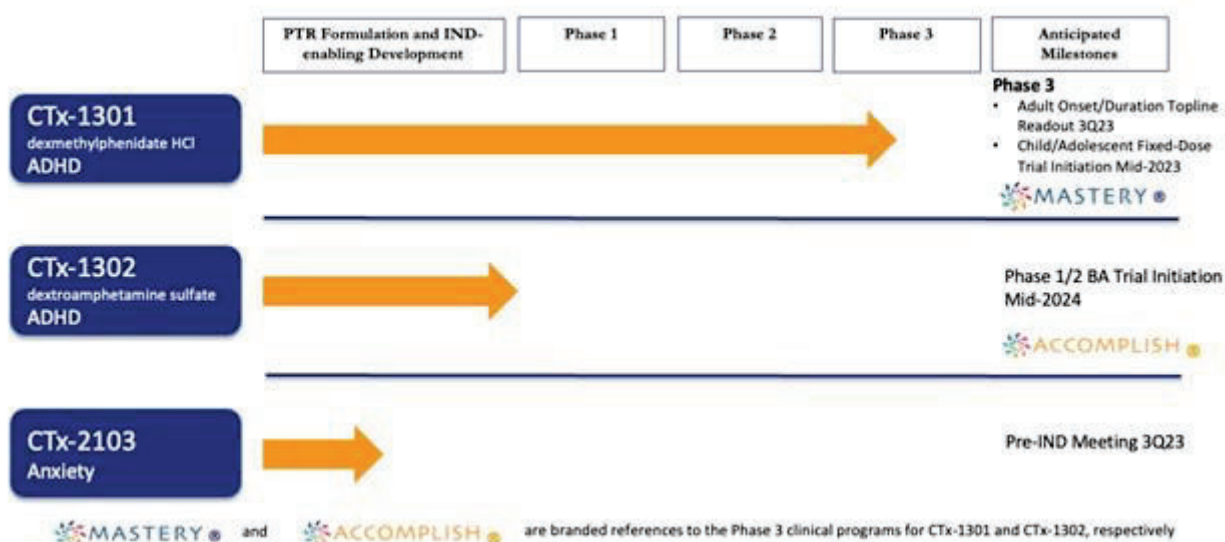 PTR Formulation and IND-
enabling Development
Phase 1
Phase 2
Phase 3
Anticipated
Milestones
CTx-1301
dexmethylphenidate HCl
ADHD
Phase 3
• Adult Onset/Duration Topline
Readout 3Q23
• Child/Adolescent Fixed-Dose
Trial Initiation Mid-2023
MASTERY ®
CTx-1302
dextroamphetamine sulfate
ADHD
Phase 1/2 BA Trial Initiation
Mid-2024
ACCOMPLISH ®
CTx-2103
Anxiety
Pre-IND Meeting 3Q23
MASTERY ® and ACCOMPLISH ® are branded references to the Phase 3 clinical programs for CTx-1301 and CTx-1302, respectively